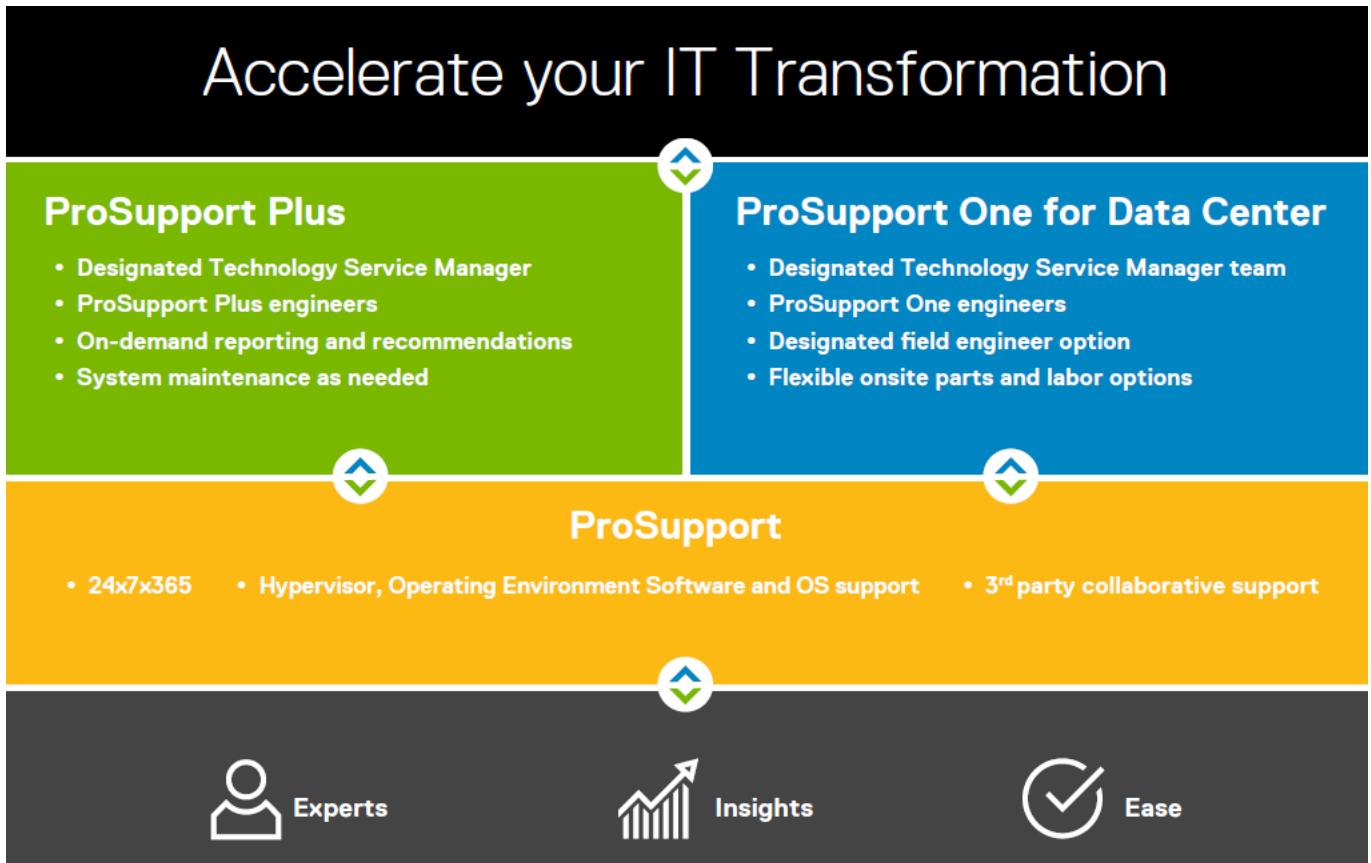 Accelerate your IT Transformation
ProSupport Plus
• Designated Technology Service Manager
• ProSupport Plus engineers
• On-demand reporting and recommendations
• System maintenance as needed
ProSupport One for Data Center
• Designated Technology Service Manager team
• ProSupport One engineers
• Designated field engineer option
• Flexible onsite parts and labor options
ProSupport
• 24x7x365 • Hypervisor, Operating Environment Software and OS support • 3rd party collaborative support
Experts Insights Ease